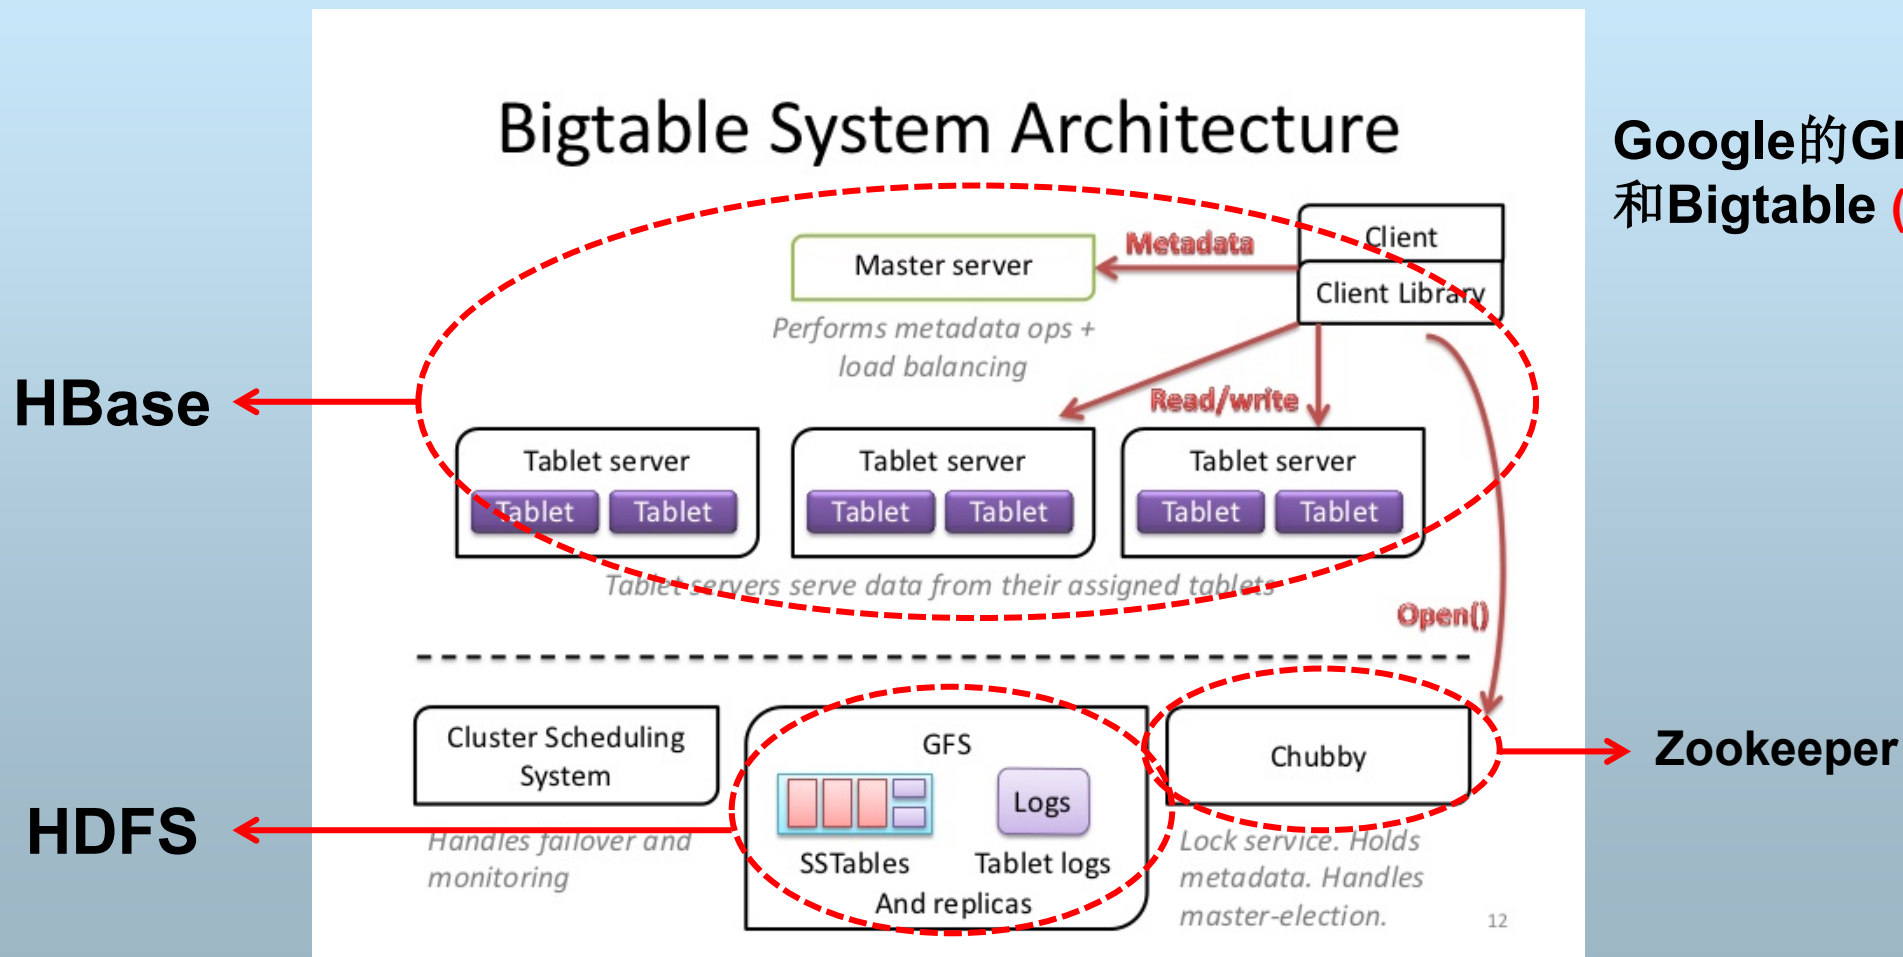 Bigtable System Architecture
Google的G
和Bigtable (
Client
Metadata
Master server
Client Library
Performs metadata ops +
load balancing
HBase
Read/write
Tablet server
Tablet server
Tablet server
Tablet Tablet
Tablet Tablet
Tablet Tablet
Tablet servers serve data from their assigned tablets
Open()
Cluster Scheduling
System
GFS
Chubby
Zookeeper
Logs
HDFS
Handles failover and
monitoring
SSTables
Tablet logs
And replicas
Lock service. Holds
metadata. Handles
master-election.
12